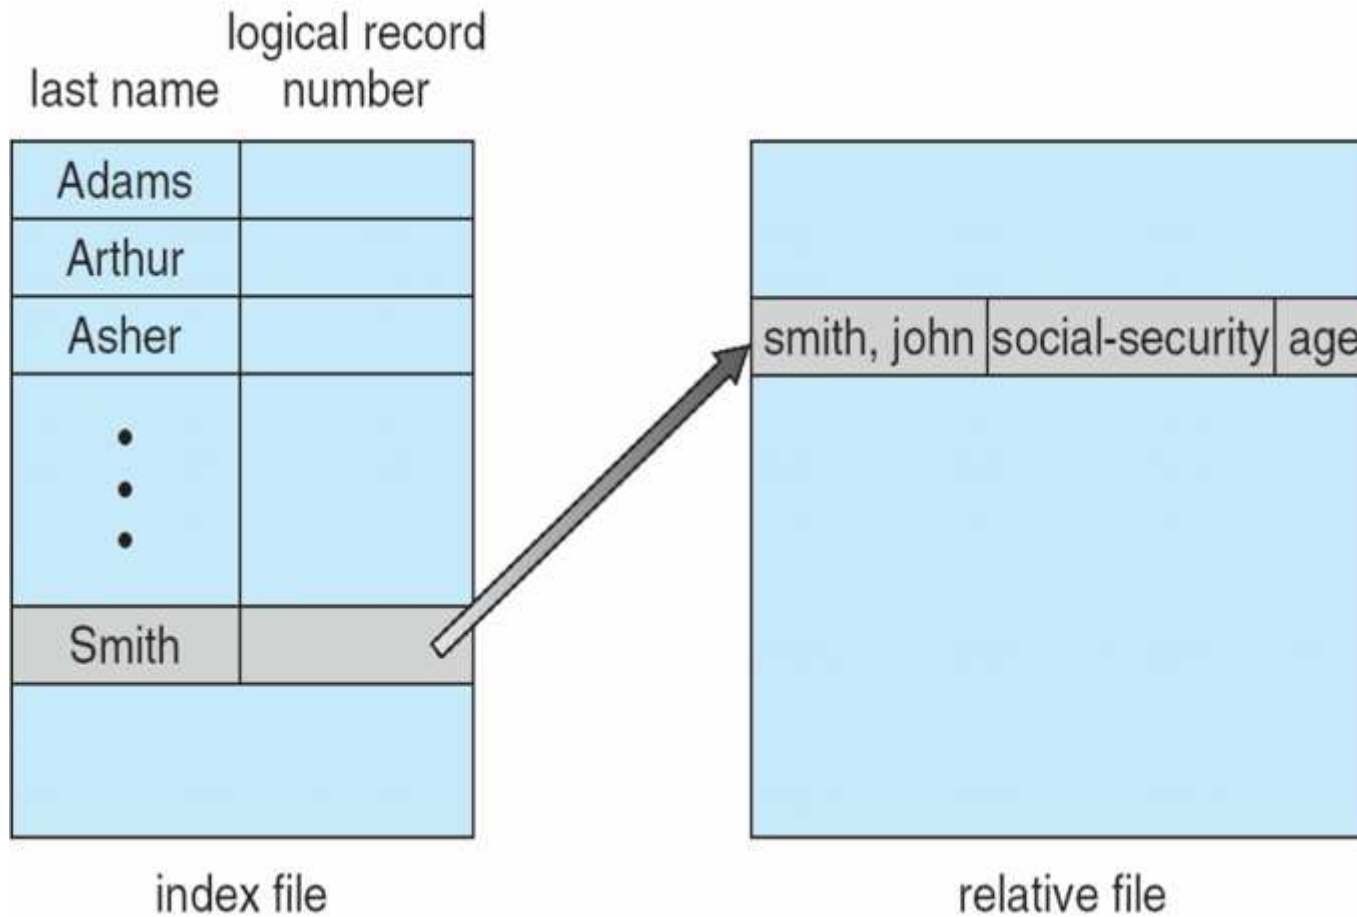 logical record
last name number
Adams
Arthur
Asher
Smith
smith, john social-security age
index file
relative file